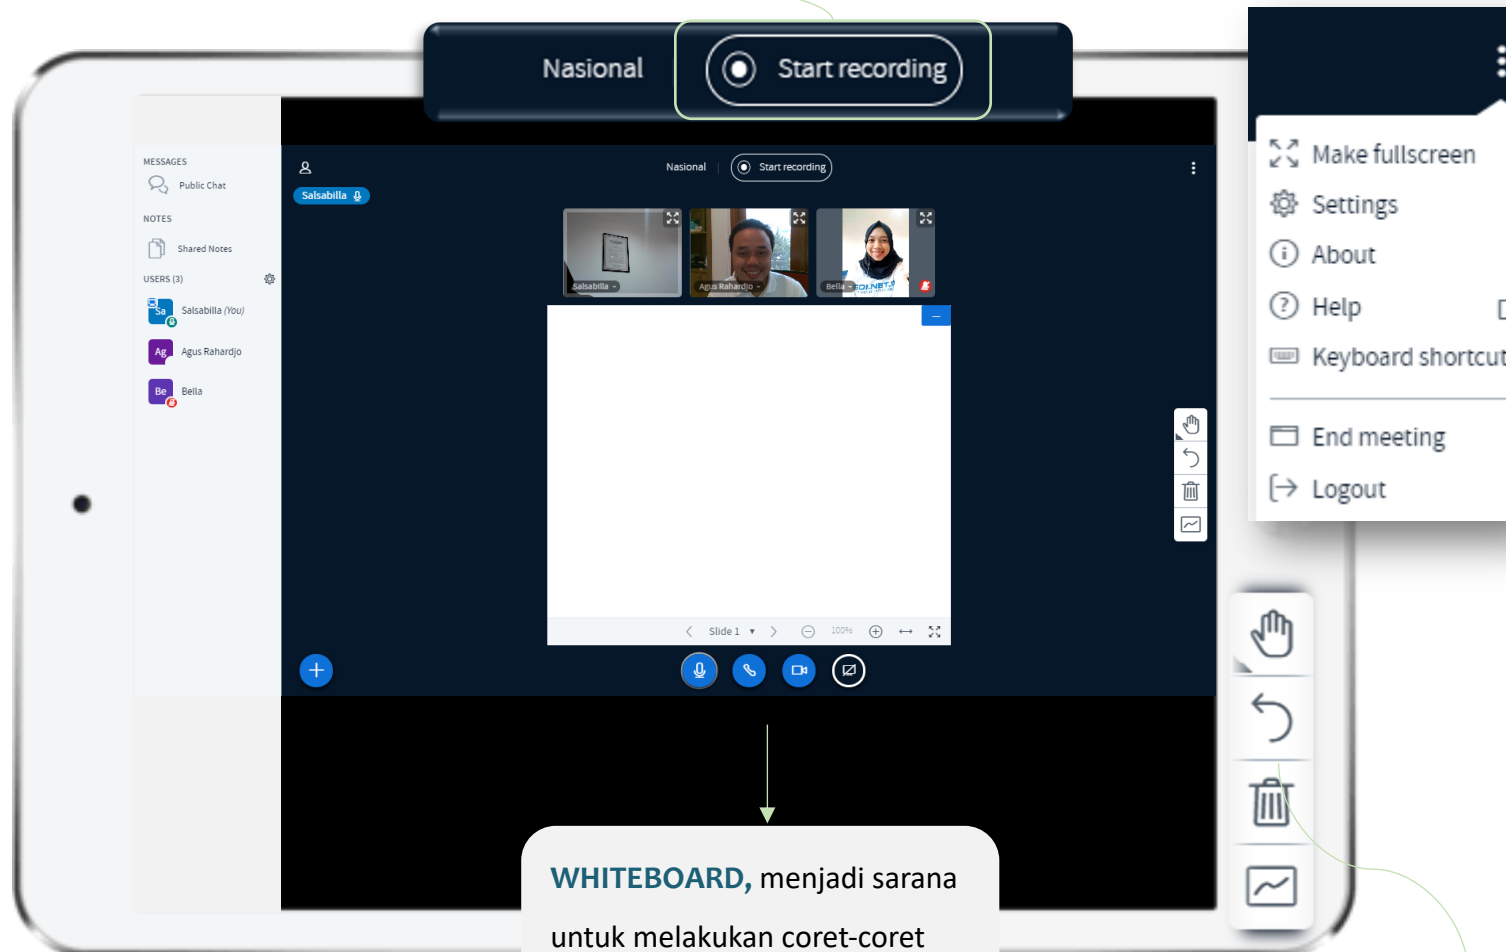 Nasional
Start recording
MESSAGES
Public Chat
NOTES
Shared Notes
USERS (3)
Sa
Salsabilla (You)
Ag
Agus Rahardjo
Be
Bella
Salsabilla
Nasional
Start recording
Salsabilla
Agus Rahardjo
Bella
Slide 1
100%
Make fullscreen
Settings
About
Help
Keyboard shortcut
End meeting
Logout
WHITEBOARD, menjadi sarana
untuk melakukan coret-coret